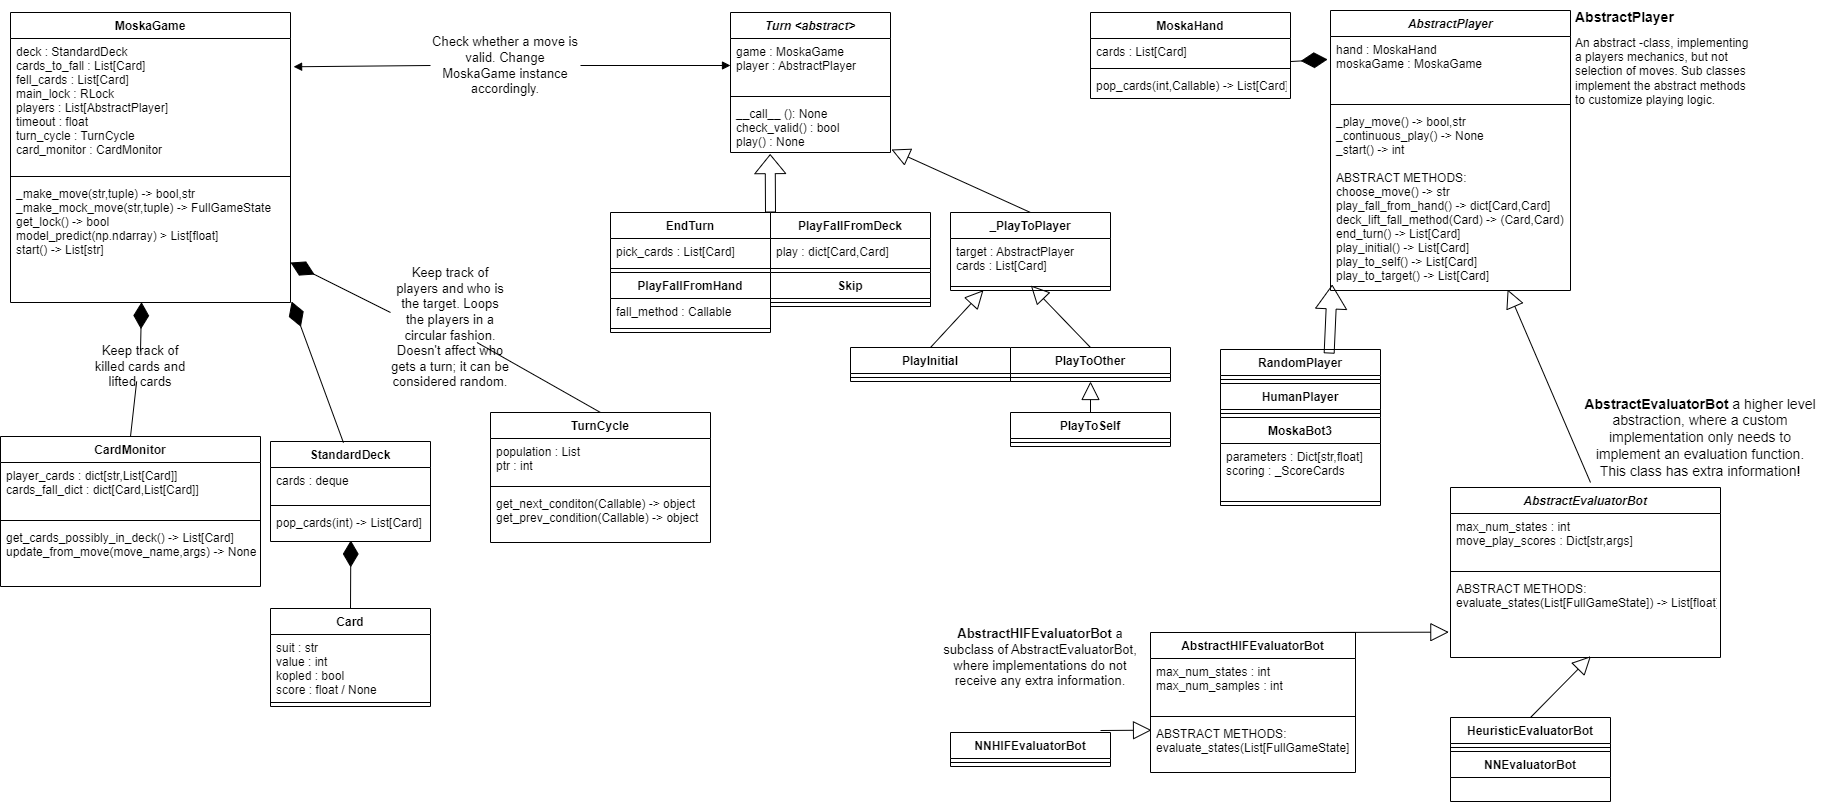 MoskaGame
deck : StandardDeck
cards_to_fall : List[Card]
fell_cards : List[Card]
main_lock : RLock
players : List[AbstractPlayer]
timeout : float
turn_cycle : TurnCycle
card_monitor : CardMonitor
_make_move(str,tuple) -> bool,str
_make_mock_move(str,tuple) -> FullGameState
get_lock() -> bool
model_predict(np.ndarray) > List[float]
start() -> List[str]
Check whether a move is
valid. Change
MoskaGame instance
accordingly.
Turn <abstract>
game : MoskaGame
player : AbstractPlayer
__call__ (): None
check_valid() : bool
play() : None
MoskaHand
cards : List[Card]
pop_cards(int,Callable) -> List[Card]
AbstractPlayer
hand : MoskaHand
moskaGame : MoskaGame
_play_move() -> bool,str
_continuous_play() -> None
_start() -> int
ABSTRACT METHODS:
choose_move() -> str
play_fall_from_hand() -> dict[Card,Card]
deck_lift_fall_method(Card) -> (Card,Card)
end_turn() -> List[Card]
play_initial() -> List[Card]
play_to_self() -> List[Card]
play_to_target() -> List[Card]
AbstractPlayer
An abstract -class, implementing
a players mechanics, but not
selection of moves. Sub classes
implement the abstract methods
to customize playing logic.
EndTurn
pick_cards : List[Card]
PlayFallFromDeck
play : dict[Card,Card]
PlayFallFromHand
fall_method : Callable
Skip
_PlayToPlayer
target : AbstractPlayer
cards : List[Card]
PlayInitial
PlayToOther
PlayToSelf
Keep track of
players and who is
the target. Loops
the players in a
circular fashion.
Doesn't affect who
gets a turn; it can be
considered random.
Keep track of
killed cards and
lifted cards
RandomPlayer
HumanPlayer
MoskaBot3
parameters : Dict[str,float]
scoring : _ScoreCards
AbstractEvaluatorBot a higher level
abstraction, where a custom
implementation only needs to
implement an evaluation function.
This class has extra information!
CardMonitor
player_cards : dict[str,List[Card]]
cards_fall_dict : dict[Card,List[Card]]
get_cards_possibly_in_deck() -> List[Card]
update_from_move(move_name,args) -> None
StandardDeck
cards : deque
pop_cards(int) -> List[Card]
TurnCycle
population : List
ptr : int
get_next_conditon(Callable) -> object
get_prev_condition(Callable) -> object
Card
suit : str
value : int
kopled : bool
score : float / None
AbstractEvaluatorBot
max_num_states : int
move_play_scores : Dict[str,args]
ABSTRACT METHODS:
evaluate_states(List[FullGameState]) -> List[float
AbstractHIFEvaluatorBot a
subclass of AbstractEvaluatorBot,
where implementations do not
receive any extra information.
AbstractHIFEvaluatorBot
max_num_states : int
max_num_samples : int
ABSTRACT METHODS:
evaluate_states(List[FullGameState]
NNHIFEvaluatorBot
HeuristicEvaluatorBot
NNEvaluatorBot